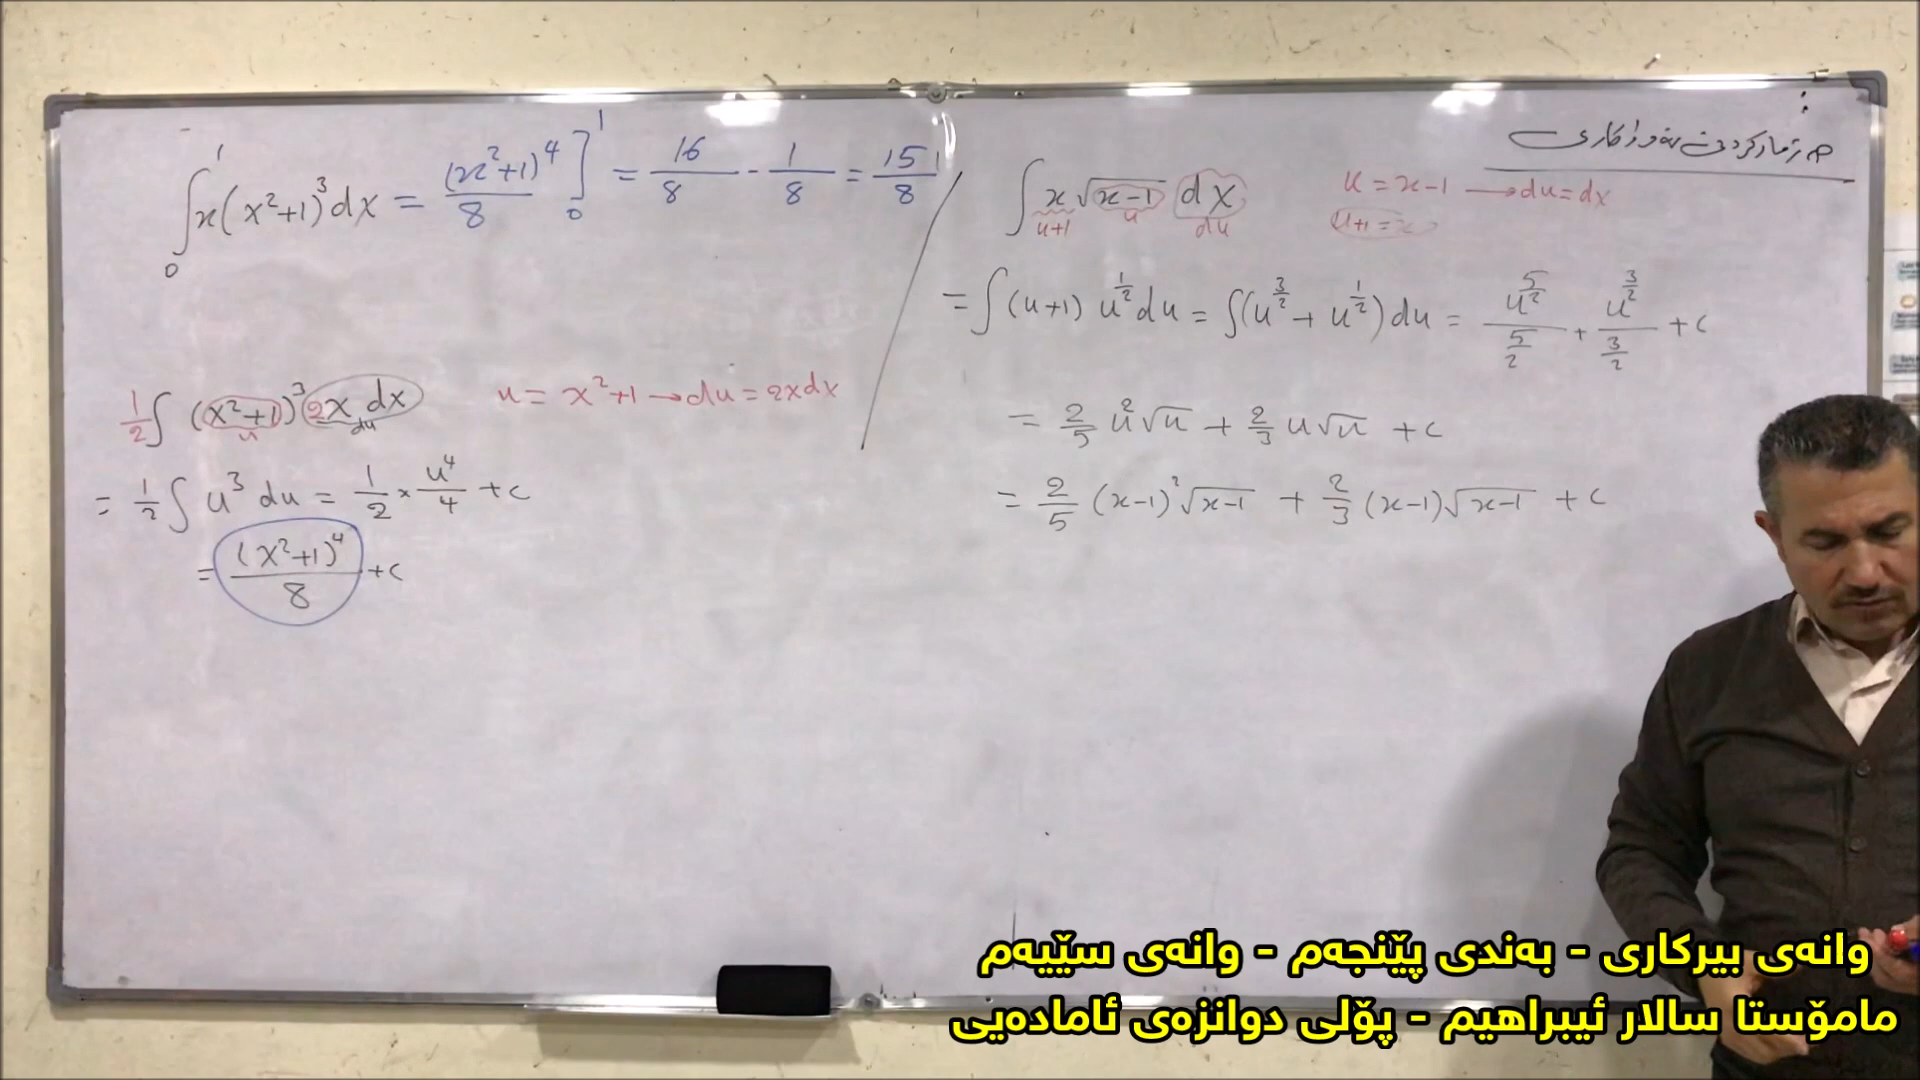 ∫₀¹ x(x²+1)³dx = (x²+1)⁴/8 ]₀¹ = 16/8 - 1/8 = 15/8
1/2 ∫ (x²+1)³ 2x dx    u = x²+1 → du = 2xdx
u    du
= 1/2 ∫ u³ du = 1/2 × u⁴/4 + c
= (x²+1)⁴/8 + c
∫ x √(x-1) dx    u = x-1 → du = dx
u+1    u    du    u+1 = x
= ∫ (u+1) u^(1/2) du = ∫(u^(3/2) + u^(1/2)) du = u^(5/2)/(5/2) + u^(3/2)/(3/2) + c
= 2/5 u²√u + 2/3 u√u + c
= 2/5 (x-1)²√(x-1) + 2/3 (x-1)√(x-1) + c
وانەی بیرکاری - بەندی پێنجەم - وانەی سێیەم
مامۆستا سالار ئیبراهیم - پۆلی دوانزەی ئامادەیی